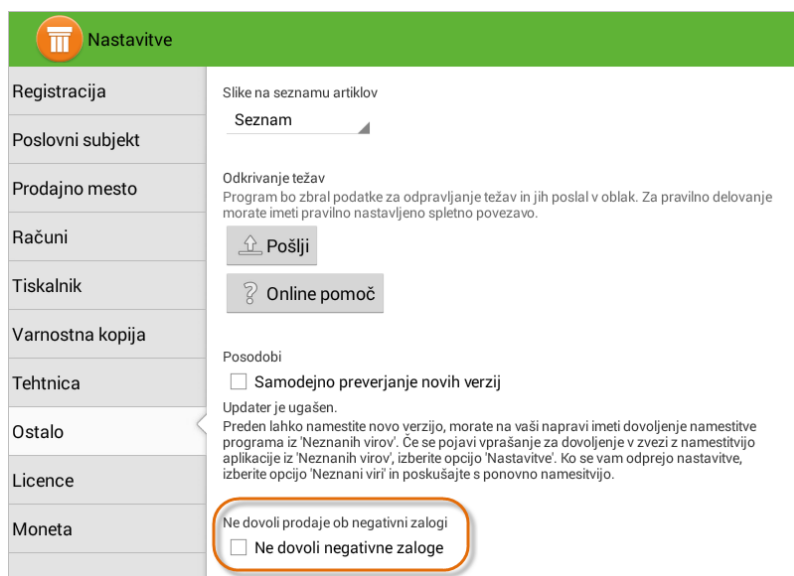 Nastavitve
Registracija
Poslovni subjekt
Prodajno mesto
Računi
Tiskalnik
Varnostna kopija
Tehtnica
Ostalo
Licence
Moneta
Slike na seznamu artiklov
Seznam
Odkrivanje težav
Program bo zbral podatke za odpravljanje težav in jih poslal v oblak. Za pravilno delovanje
morate imeti pravilno nastavljeno spletno povezavo.
Pošlji
Online pomoč
Posodobi
Samodejno preverjanje novih verzij
Updater je ugašen.
Preden lahko namestite novo verzijo, morate na vaši napravi imeti dovoljenje namestitve
programa iz 'Neznanih virov'. Če se pojavi vprašanje za dovoljenje v zvezi z namestitvijo
aplikacije iz 'Neznanih virov', izberite opcijo 'Nastavitve'. Ko se vam odprejo nastavitve,
izberite opcijo 'Neznani viri' in poskušajte s ponovno namesitvijo.
Ne dovoli prodaje ob negativni zalogi
Ne dovoli negativne zaloge